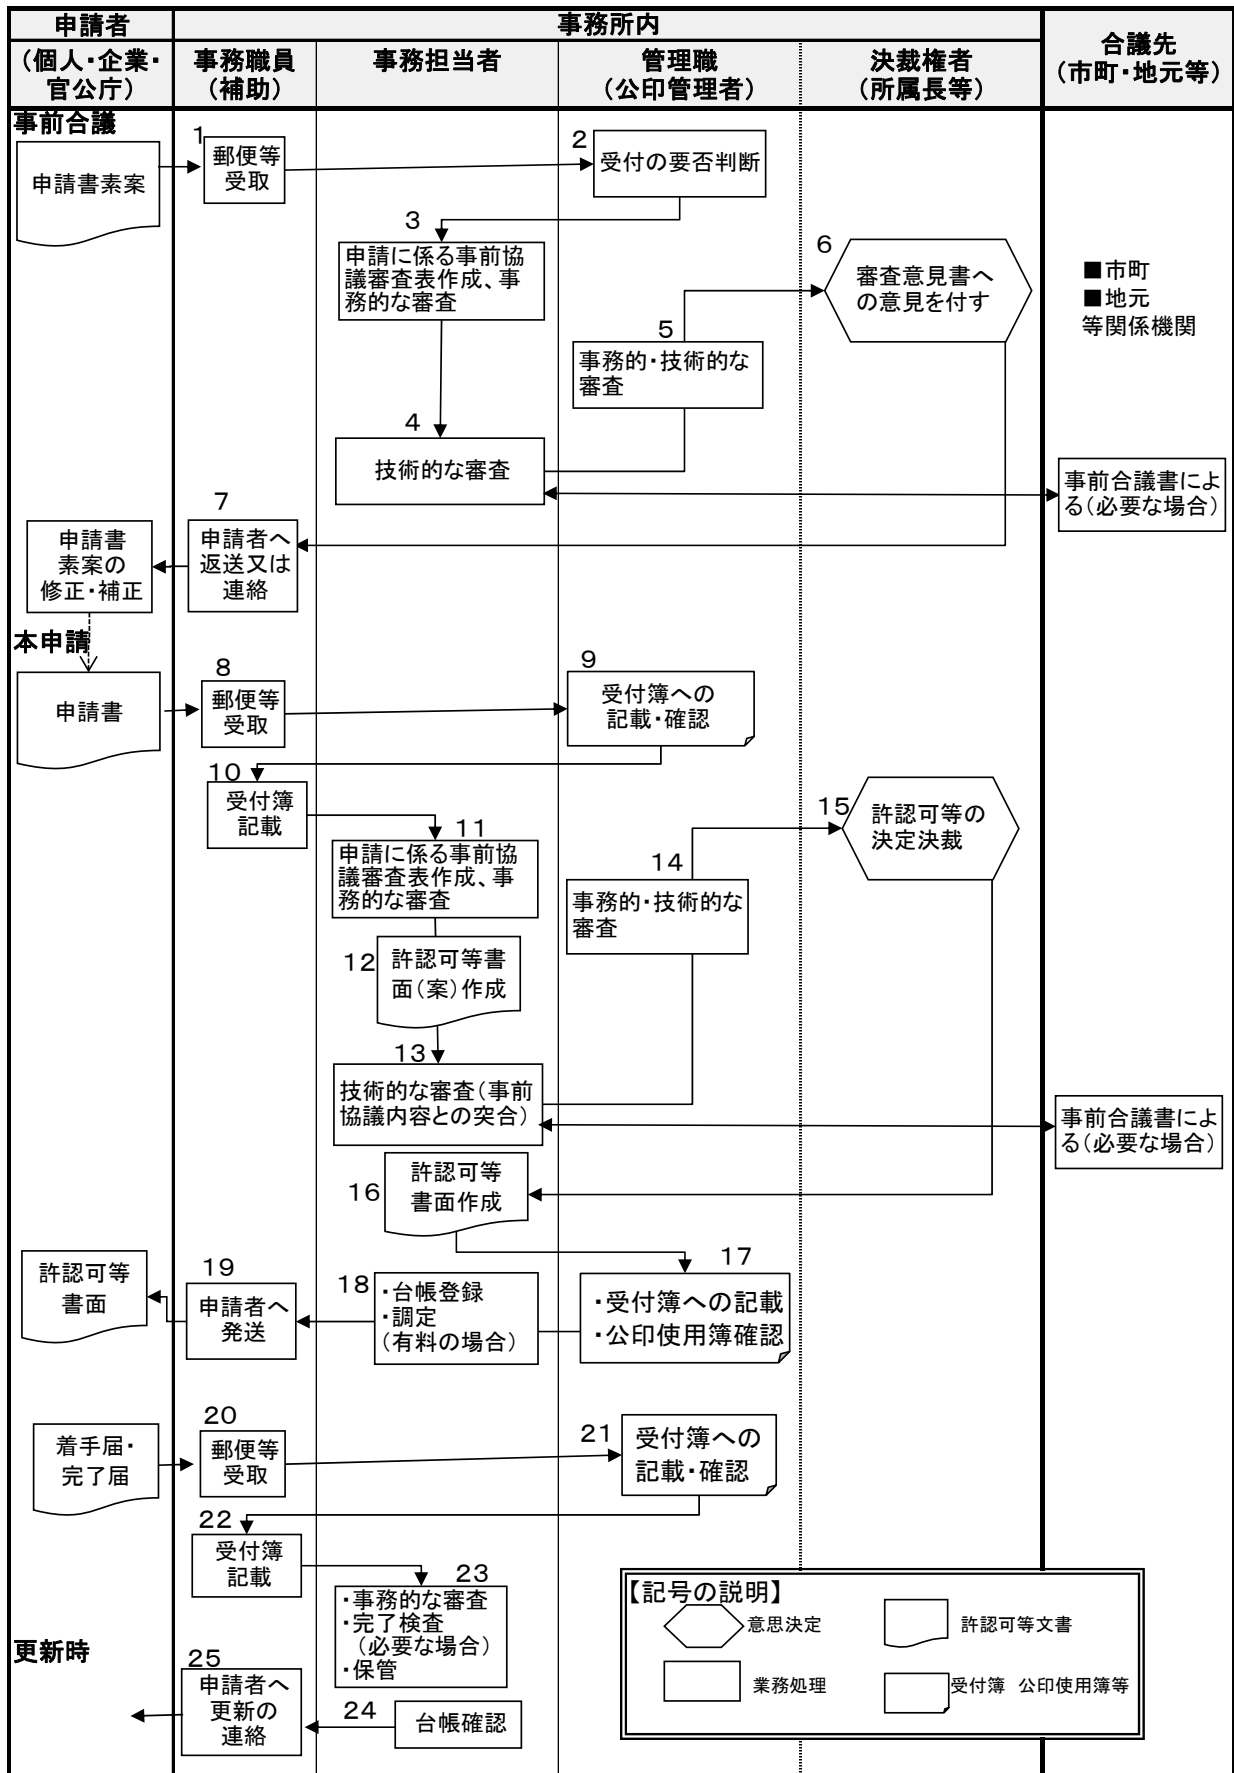 申請者
事務所内
合議先
(市町・地元等)
(個人・企業・
官公庁)
事務職員
(補助)
事務担当者
管理職
(公印管理者)
決裁権者
(所属長等)
事前合議
申請書素案
1
郵便等
受取
2
受付の要否判断
3
申請に係る事前協
議審査表作成、事
務的な審査
6
審査意見書へ
の意見を付す
■市町
■地元
等関係機関
5
事務的・技術的な
審査
4
技術的な審査
事前合議書によ
る(必要な場合)
7
申請者へ
返送又は
連絡
申請書
素案の
修正・補正
本申請
申請書
8
郵便等
受取
9
受付簿への
記載・確認
10
受付簿
記載
11
申請に係る事前協
議審査表作成、事
務的な審査
15
許認可等の
決定決裁
14
事務的・技術的な
審査
12
許認可等書
面(案)作成
13
技術的な審査(事前
協議内容との突合)
事前合議書によ
る(必要な場合)
16
許認可等
書面作成
17
・受付簿への記載
・公印使用簿確認
18
・台帳登録
・調定
(有料の場合)
19
申請者へ
発送
許認可等
書面
着手届・
完了届
20
郵便等
受取
21
受付簿への
記載・確認
22
受付簿
記載
23
・事務的な審査
・完了検査
(必要な場合)
・保管
更新時
25
申請者へ
更新の
連絡
24
台帳確認
【記号の説明】
意思決定
許認可等文書
業務処理
受付簿 公印使用簿等